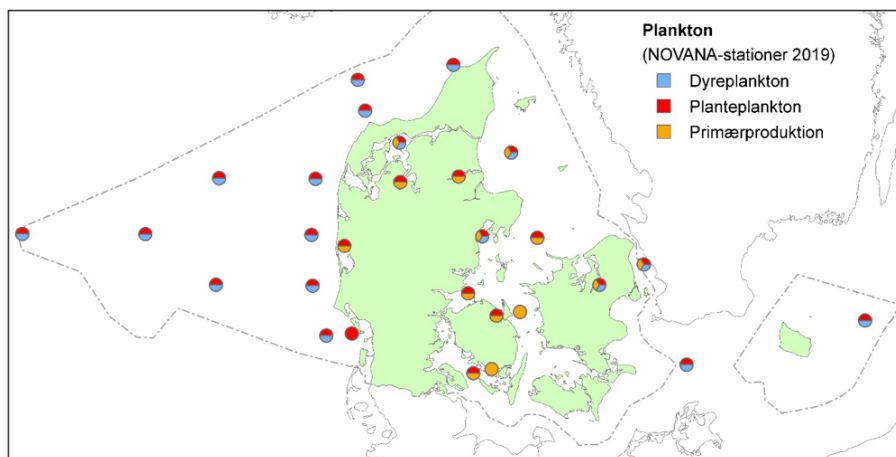 Plankton
(NOVANA-stationer 2019)
Dyreplankton
Planteplankton
Primærproduktion